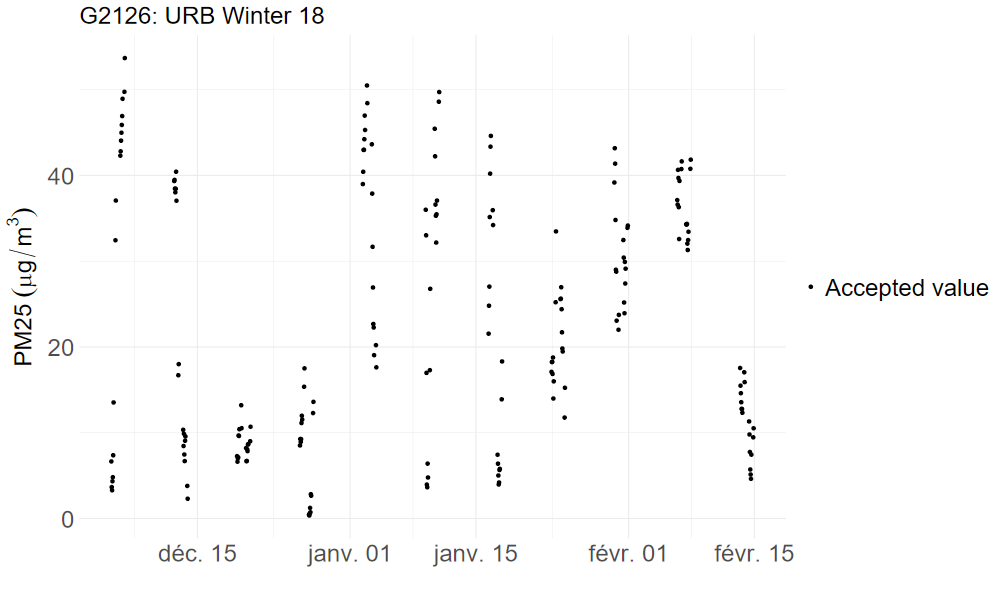 G2126: URB Winter 18
PM25 (μg/m³)
40
20
0
déc. 15
janv. 01
janv. 15
févr. 01
févr. 15
Accepted value